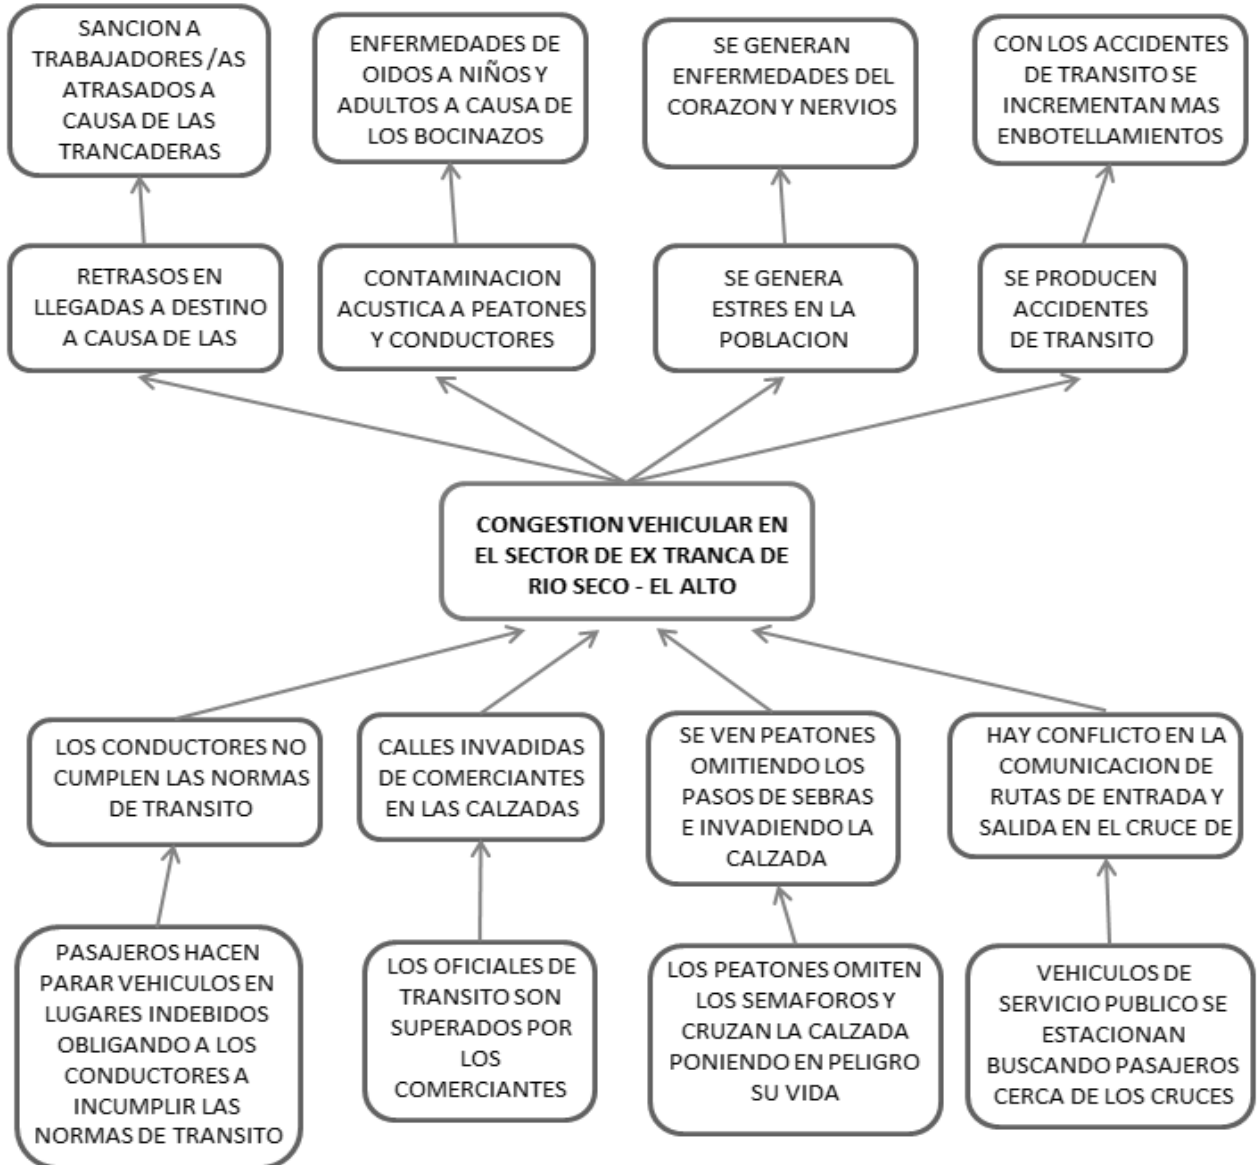 SANCION A
TRABAJADORES /AS
ATRASADOS A
CAUSA DE LAS
TRANCADERAS
ENFERMEDADES DE
OIDOS A NIÑOS Y
ADULTOS A CAUSA DE
LOS BOCINAZOS
SE GENERAN
ENFERMEDADES DEL
CORAZON Y NERVIOS
CON LOS ACCIDENTES
DE TRANSITO SE
INCREMENTAN MAS
ENBOTELLAMIENTOS
RETRASOS EN
LLEGADAS A DESTINO
A CAUSA DE LAS
CONTAMINACION
ACUSTICA A PEATONES
Y CONDUCTORES
SE GENERA
ESTRES EN LA
POBLACION
SE PRODUCEN
ACCIDENTES
DE TRANSITO
CONGESTION VEHICULAR EN
EL SECTOR DE EX TRANCA DE
RIO SECO - EL ALTO
LOS CONDUCTORES NO
CUMPLEN LAS NORMAS
DE TRANSITO
CALLES INVADIDAS
DE COMERCIANTES
EN LAS CALZADAS
SE VEN PEATONES
OMITIENDO LOS
PASOS DE SEBRAS
E INVADIENDO LA
CALZADA
HAY CONFLICTO EN LA
COMUNICACION DE
RUTAS DE ENTRADA Y
SALIDA EN EL CRUCE DE
PASAJEROS HACEN
PARAR VEHICULOS EN
LUGARES INDEBIDOS
OBLIGANDO A LOS
CONDUCTORES A
INCUMPLIR LAS
NORMAS DE TRANSITO
LOS OFICIALES DE
TRANSITO SON
SUPERADOS POR
LOS
COMERCIANTES
LOS PEATONES OMITEN
LOS SEMAFOROS Y
CRUZAN LA CALZADA
PONIENDO EN PELIGRO
SU VIDA
VEHICULOS DE
SERVICIO PUBLICO SE
ESTACIONAN
BUSCANDO PASAJEROS
CERCA DE LOS CRUCES